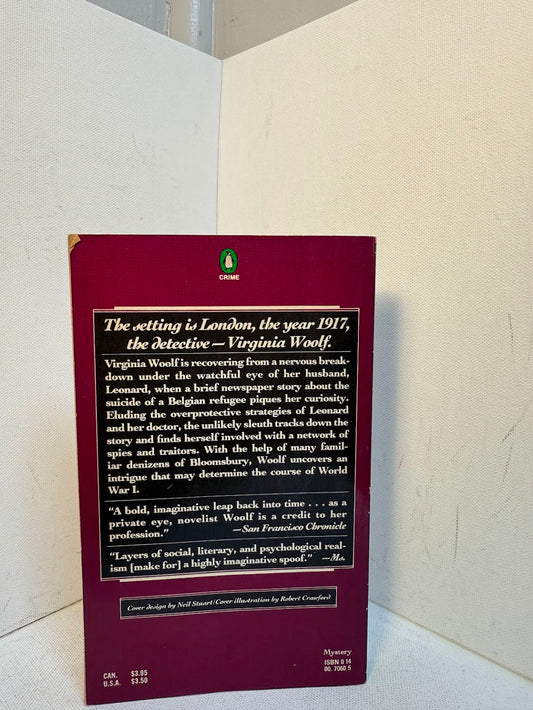 CRIME
The setting is London, the year 1917,
the detective — Virginia Woolf.
Virginia Woolf is recovering from a nervous break-
down under the watchful eye of her husband,
Leonard, when a brief newspaper story about the
suicide of a Belgian refugee piques her curiosity.
Eluding the overprotective strategies of Leonard
and her doctor, the unlikely sleuth tracks down the
story and finds herself involved with a network of
spies and traitors. With the help of many famil-
iar denizens of Bloomsbury, Woolf uncovers an
intrigue that may determine the course of World
War I.
“A bold, imaginative leap back into time . . . as a
private eye, novelist Woolf is a credit to her
profession.” —San Francisco Chronicle
“Layers of social, literary, and psychological real-
ism [make for] a highly imaginative spoof.” —Ms.
Cover design by Neil Stuart/Cover illustration by Robert Crawford
CAN. $3.95
U.S.A. $3.50
Mystery
ISBN 0 14
00. 7060 5